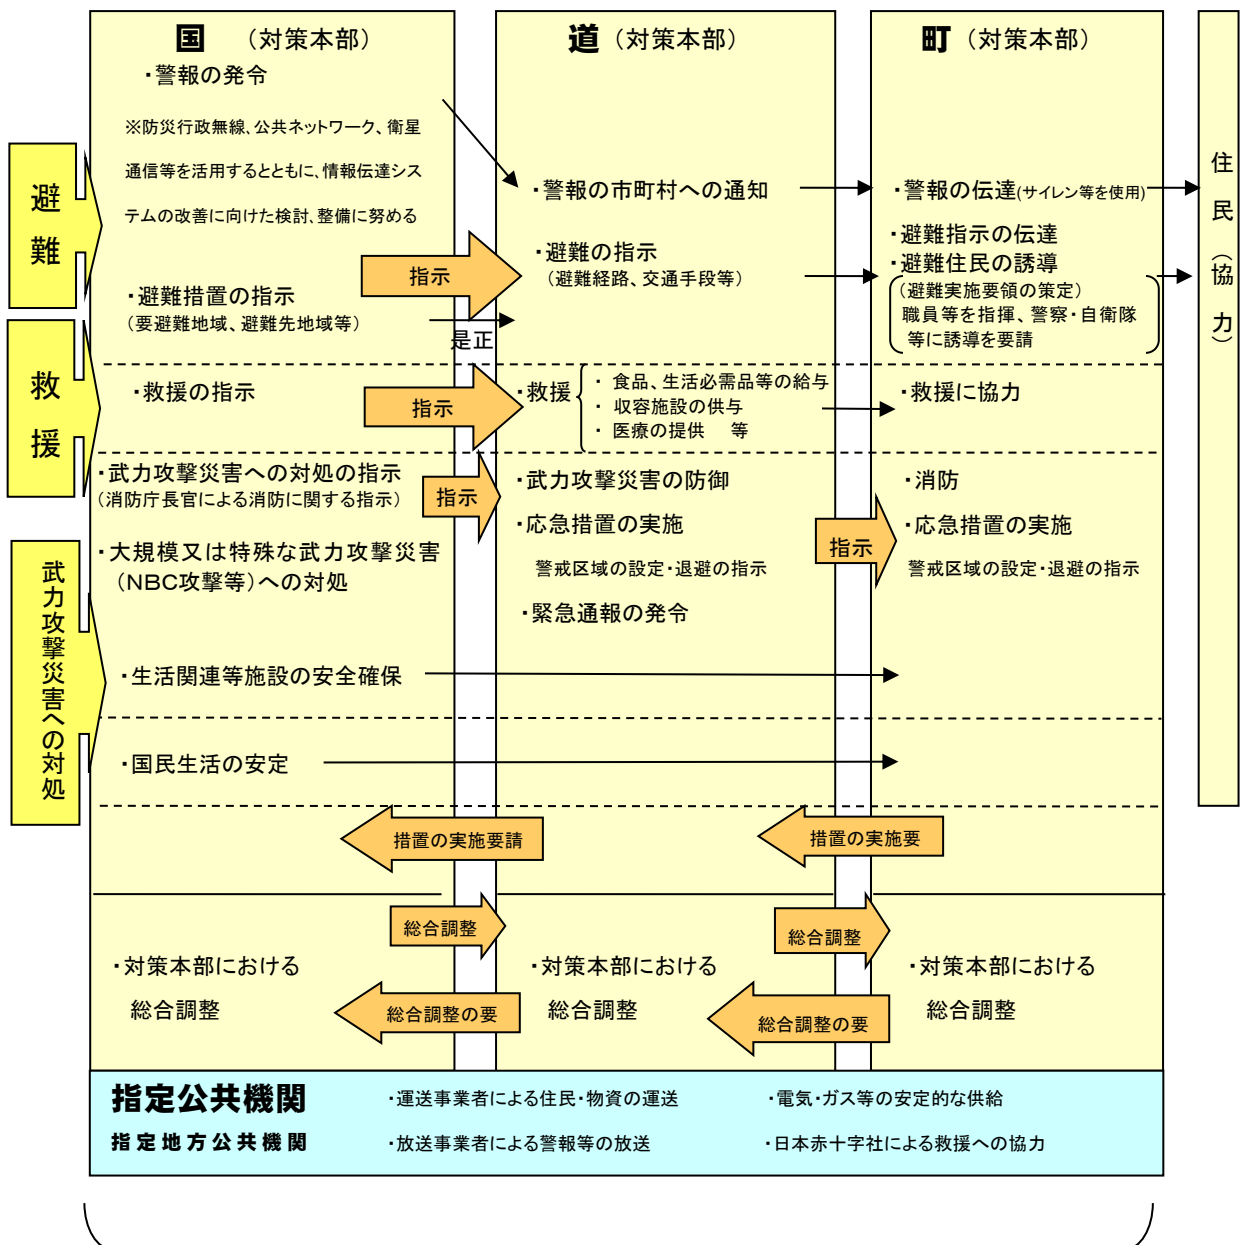 国 （対策本部）
・警報の発令
※防災行政無線、公共ネットワーク、衛星
通信等を活用するとともに、情報伝達シス
テムの改善に向けた検討、整備に努める
・避難措置の指示
（要避難地域、避難先地域等）
指示
是正
道（対策本部）
・警報の市町村への通知
・避難の指示
（避難経路、交通手段等）
町（対策本部）
・警報の伝達(サイレン等を使用)
・避難指示の伝達
・避難住民の誘導
（避難実施要領の策定）
職員等を指揮、警察・自衛隊
等に誘導を要請
住民（協力）
避難
救援
・救援の指示
指示
・救援
・ 食品、生活必需品等の給与
・ 収容施設の供与
・ 医療の提供 等
・救援に協力
武力攻撃災害への対処
・武力攻撃災害への対処の指示
（消防庁長官による消防に関する指示）
・大規模又は特殊な武力攻撃災害
（NBC攻撃等）への対処
指示
・武力攻撃災害の防御
・応急措置の実施
警戒区域の設定・退避の指示
・緊急通報の発令
指示
・消防
・応急措置の実施
警戒区域の設定・退避の指示
・生活関連等施設の安全確保
・国民生活の安定
措置の実施要請
措置の実施要
総合調整
総合調整
・対策本部における
総合調整
・対策本部における
総合調整
・対策本部における
総合調整
総合調整の要
総合調整の要
指定公共機関
指定地方公共機関
・運送事業者による住民・物資の運送
・電気・ガス等の安定的な供給
・放送事業者による警報等の放送
・日本赤十字社による救援への協力